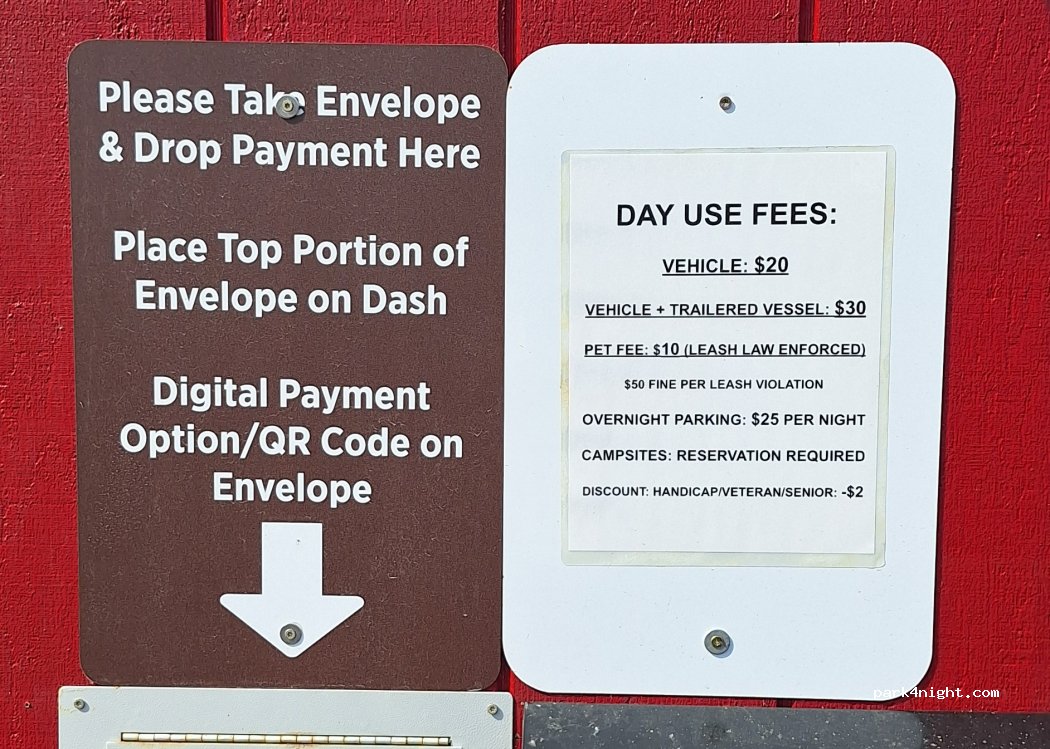 Please Take Envelope
& Drop Payment Here
Place Top Portion of
Envelope on Dash
Digital Payment
Option/QR Code on
Envelope
DAY USE FEES:
VEHICLE: $20
VEHICLE + TRAILERED VESSEL: $30
PET FEE: $10 (LEASH LAW ENFORCED)
$50 FINE PER LEASH VIOLATION
OVERNIGHT PARKING: $25 PER NIGHT
CAMPSITES: RESERVATION REQUIRED
DISCOUNT: HANDICAP/VETERAN/SENIOR: -$2
park4night.com